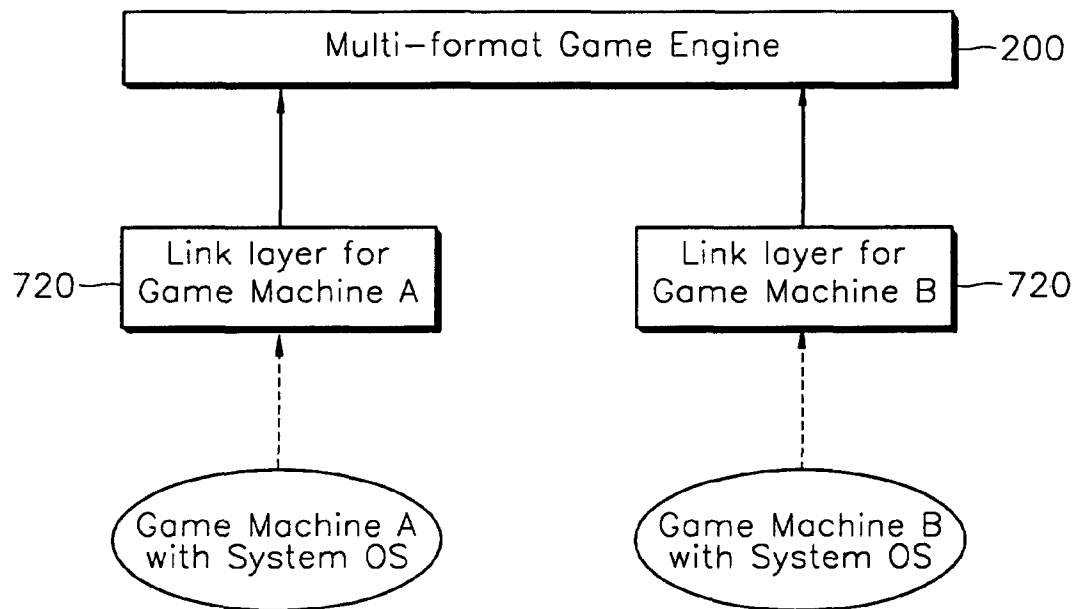 Multi-format Game Engine
200
Link layer for
Game Machine A
720
Link layer for
Game Machine B
720
Game Machine A
with System OS
Game Machine B
with System OS